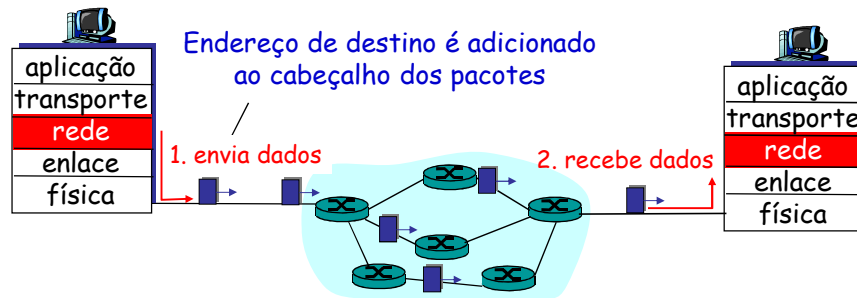 Endereço de destino é adicionado
ao cabeçalho dos pacotes
aplicação
transporte
rede
enlace
física
1. envia dados
2. recebe dados
aplicação
transporte
rede
enlace
física